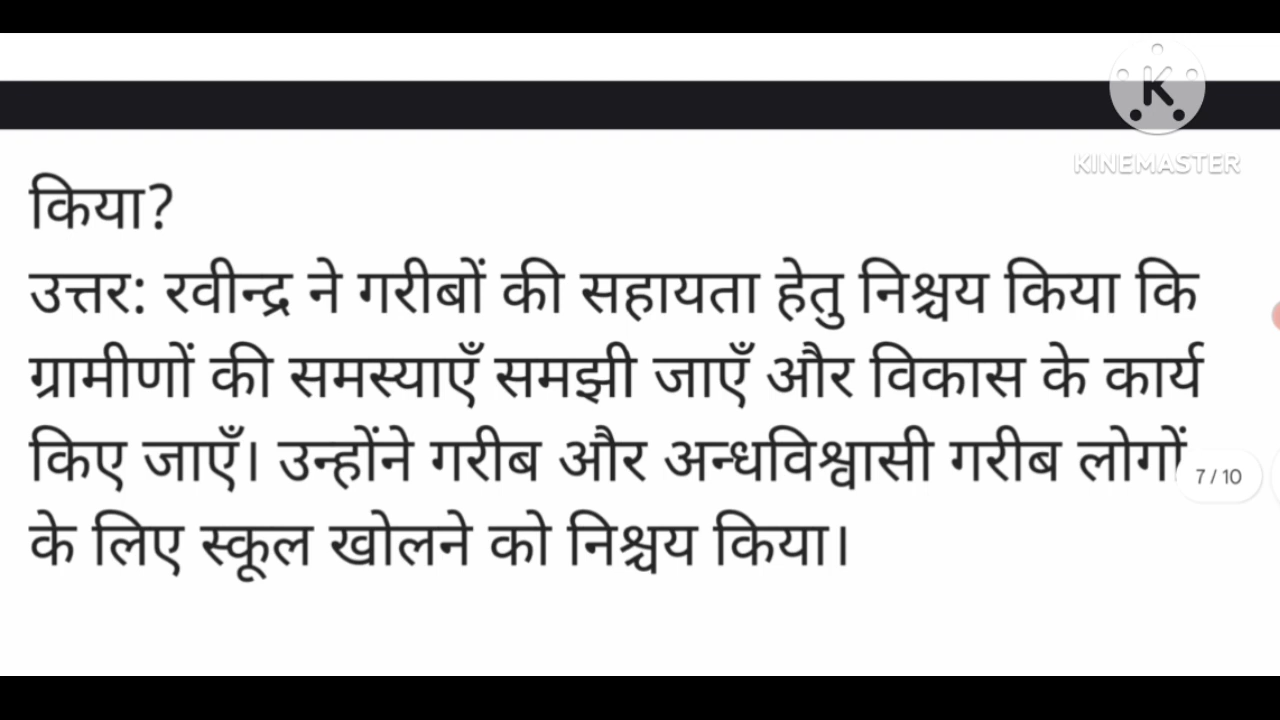 K
KINEMASTER
किया?
उत्तर: रवीन्द्र ने गरीबों की सहायता हेतु निश्चय किया कि
ग्रामीणों की समस्याएँ समझी जाएँ और विकास के कार्य
किए जाएँ। उन्होंने गरीब और अन्धविश्वासी गरीब लोगों
7 / 10
के लिए स्कूल खोलने को निश्चय किया।